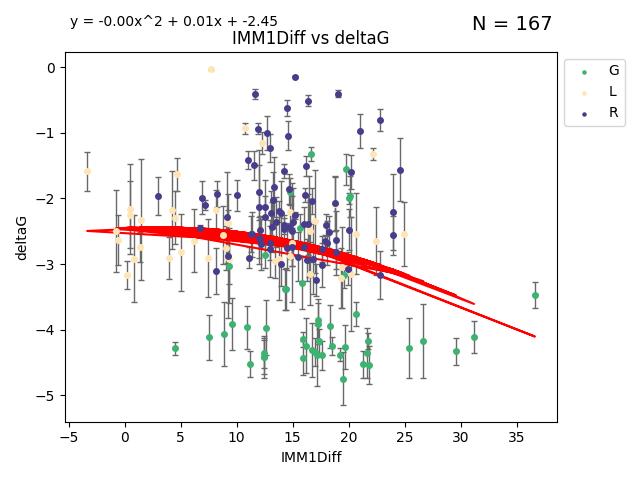 y = -0.00x^2 + 0.01x + -2.45
N = 167
IMM1Diff vs deltaG
G
L
R
deltaG
0
−1
−2
−3
−4
−5
−5 0 5 10 15 20 25 30 35
IMM1Diff